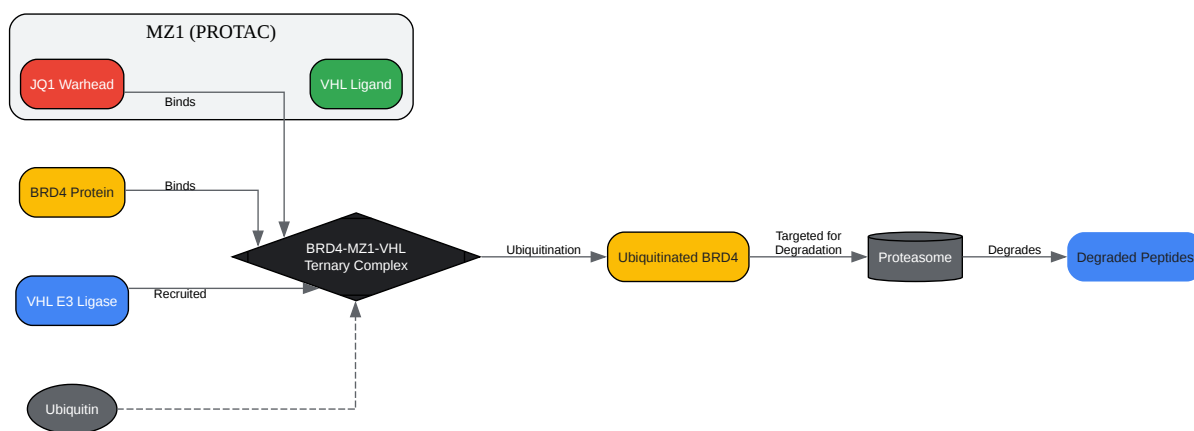 MZ1 (PROTAC)
JQ1 Warhead
VHL Ligand
Binds
BRD4 Protein
Binds
BRD4-MZ1-VHL
Ternary Complex
Ubiquitination
Ubiquitinated BRD4
Targeted for
Degradation
Proteasome
Degrades
Degraded Peptides
VHL E3 Ligase
Recruited
Ubiquitin